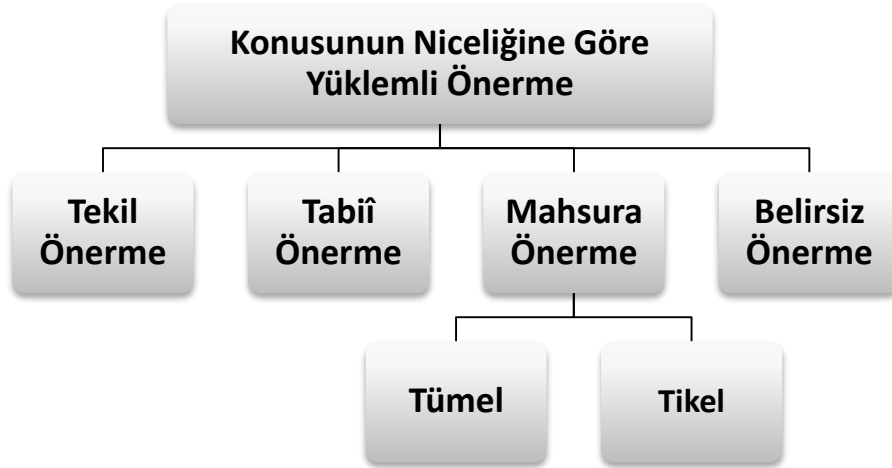 Konusunun Niceliğine Göre
Yüklemli Önerme
Tekil
Önerme
Tabiî
Önerme
Mahsura
Önerme
Belirsiz
Önerme
Tümel
Tikel